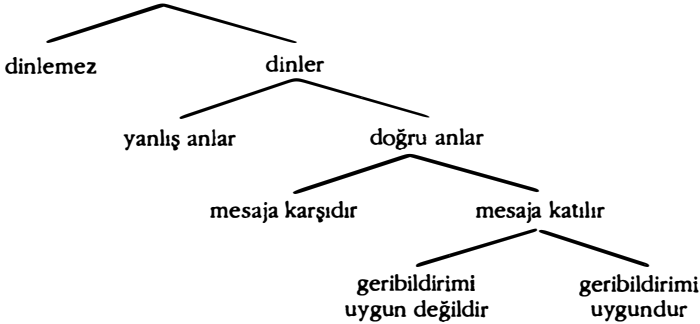 dinlemez
dinler
yanlış anlar
doğru anlar
mesaja karşıdır
mesaja katılır
geribildirimi
uygun değildir
geribildirimi
uygundur